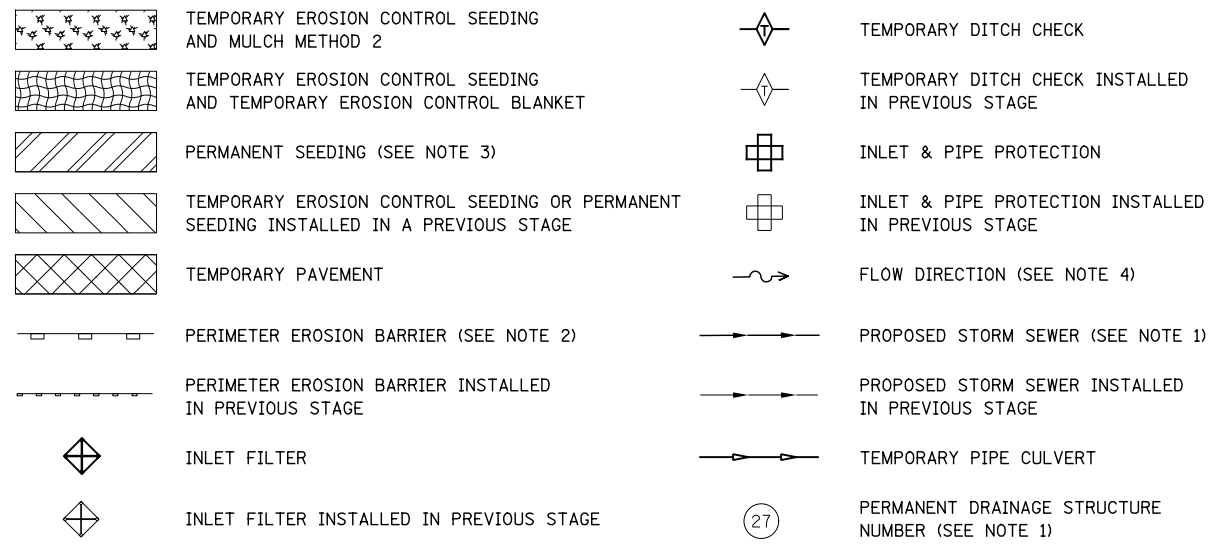 TEMPORARY EROSION CONTROL SEEDING
AND MULCH METHOD 2
TEMPORARY EROSION CONTROL SEEDING
AND TEMPORARY EROSION CONTROL BLANKET
PERMANENT SEEDING (SEE NOTE 3)
TEMPORARY EROSION CONTROL SEEDING OR PERMANENT
SEEDING INSTALLED IN A PREVIOUS STAGE
TEMPORARY PAVEMENT
PERIMETER EROSION BARRIER (SEE NOTE 2)
PERIMETER EROSION BARRIER INSTALLED
IN PREVIOUS STAGE
INLET FILTER
INLET FILTER INSTALLED IN PREVIOUS STAGE
T
TEMPORARY DITCH CHECK
T
TEMPORARY DITCH CHECK INSTALLED
IN PREVIOUS STAGE
INLET & PIPE PROTECTION
INLET & PIPE PROTECTION INSTALLED
IN PREVIOUS STAGE
FLOW DIRECTION (SEE NOTE 4)
PROPOSED STORM SEWER (SEE NOTE 1)
PROPOSED STORM SEWER INSTALLED
IN PREVIOUS STAGE
TEMPORARY PIPE CULVERT
27
PERMANENT DRAINAGE STRUCTURE
NUMBER (SEE NOTE 1)